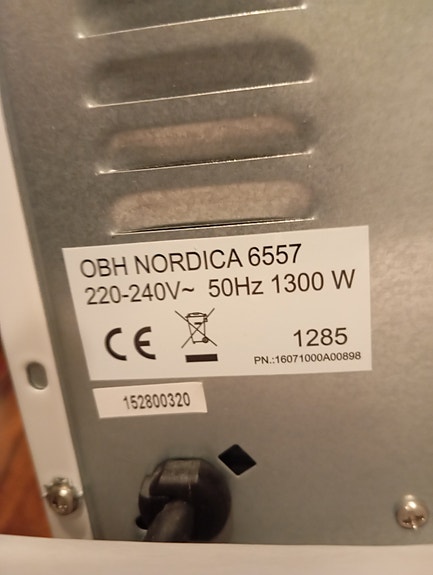 OBH NORDICA 6557
220-240V~ 50Hz 1300 W
CE
1285
PN.:16071000A00898
152800320